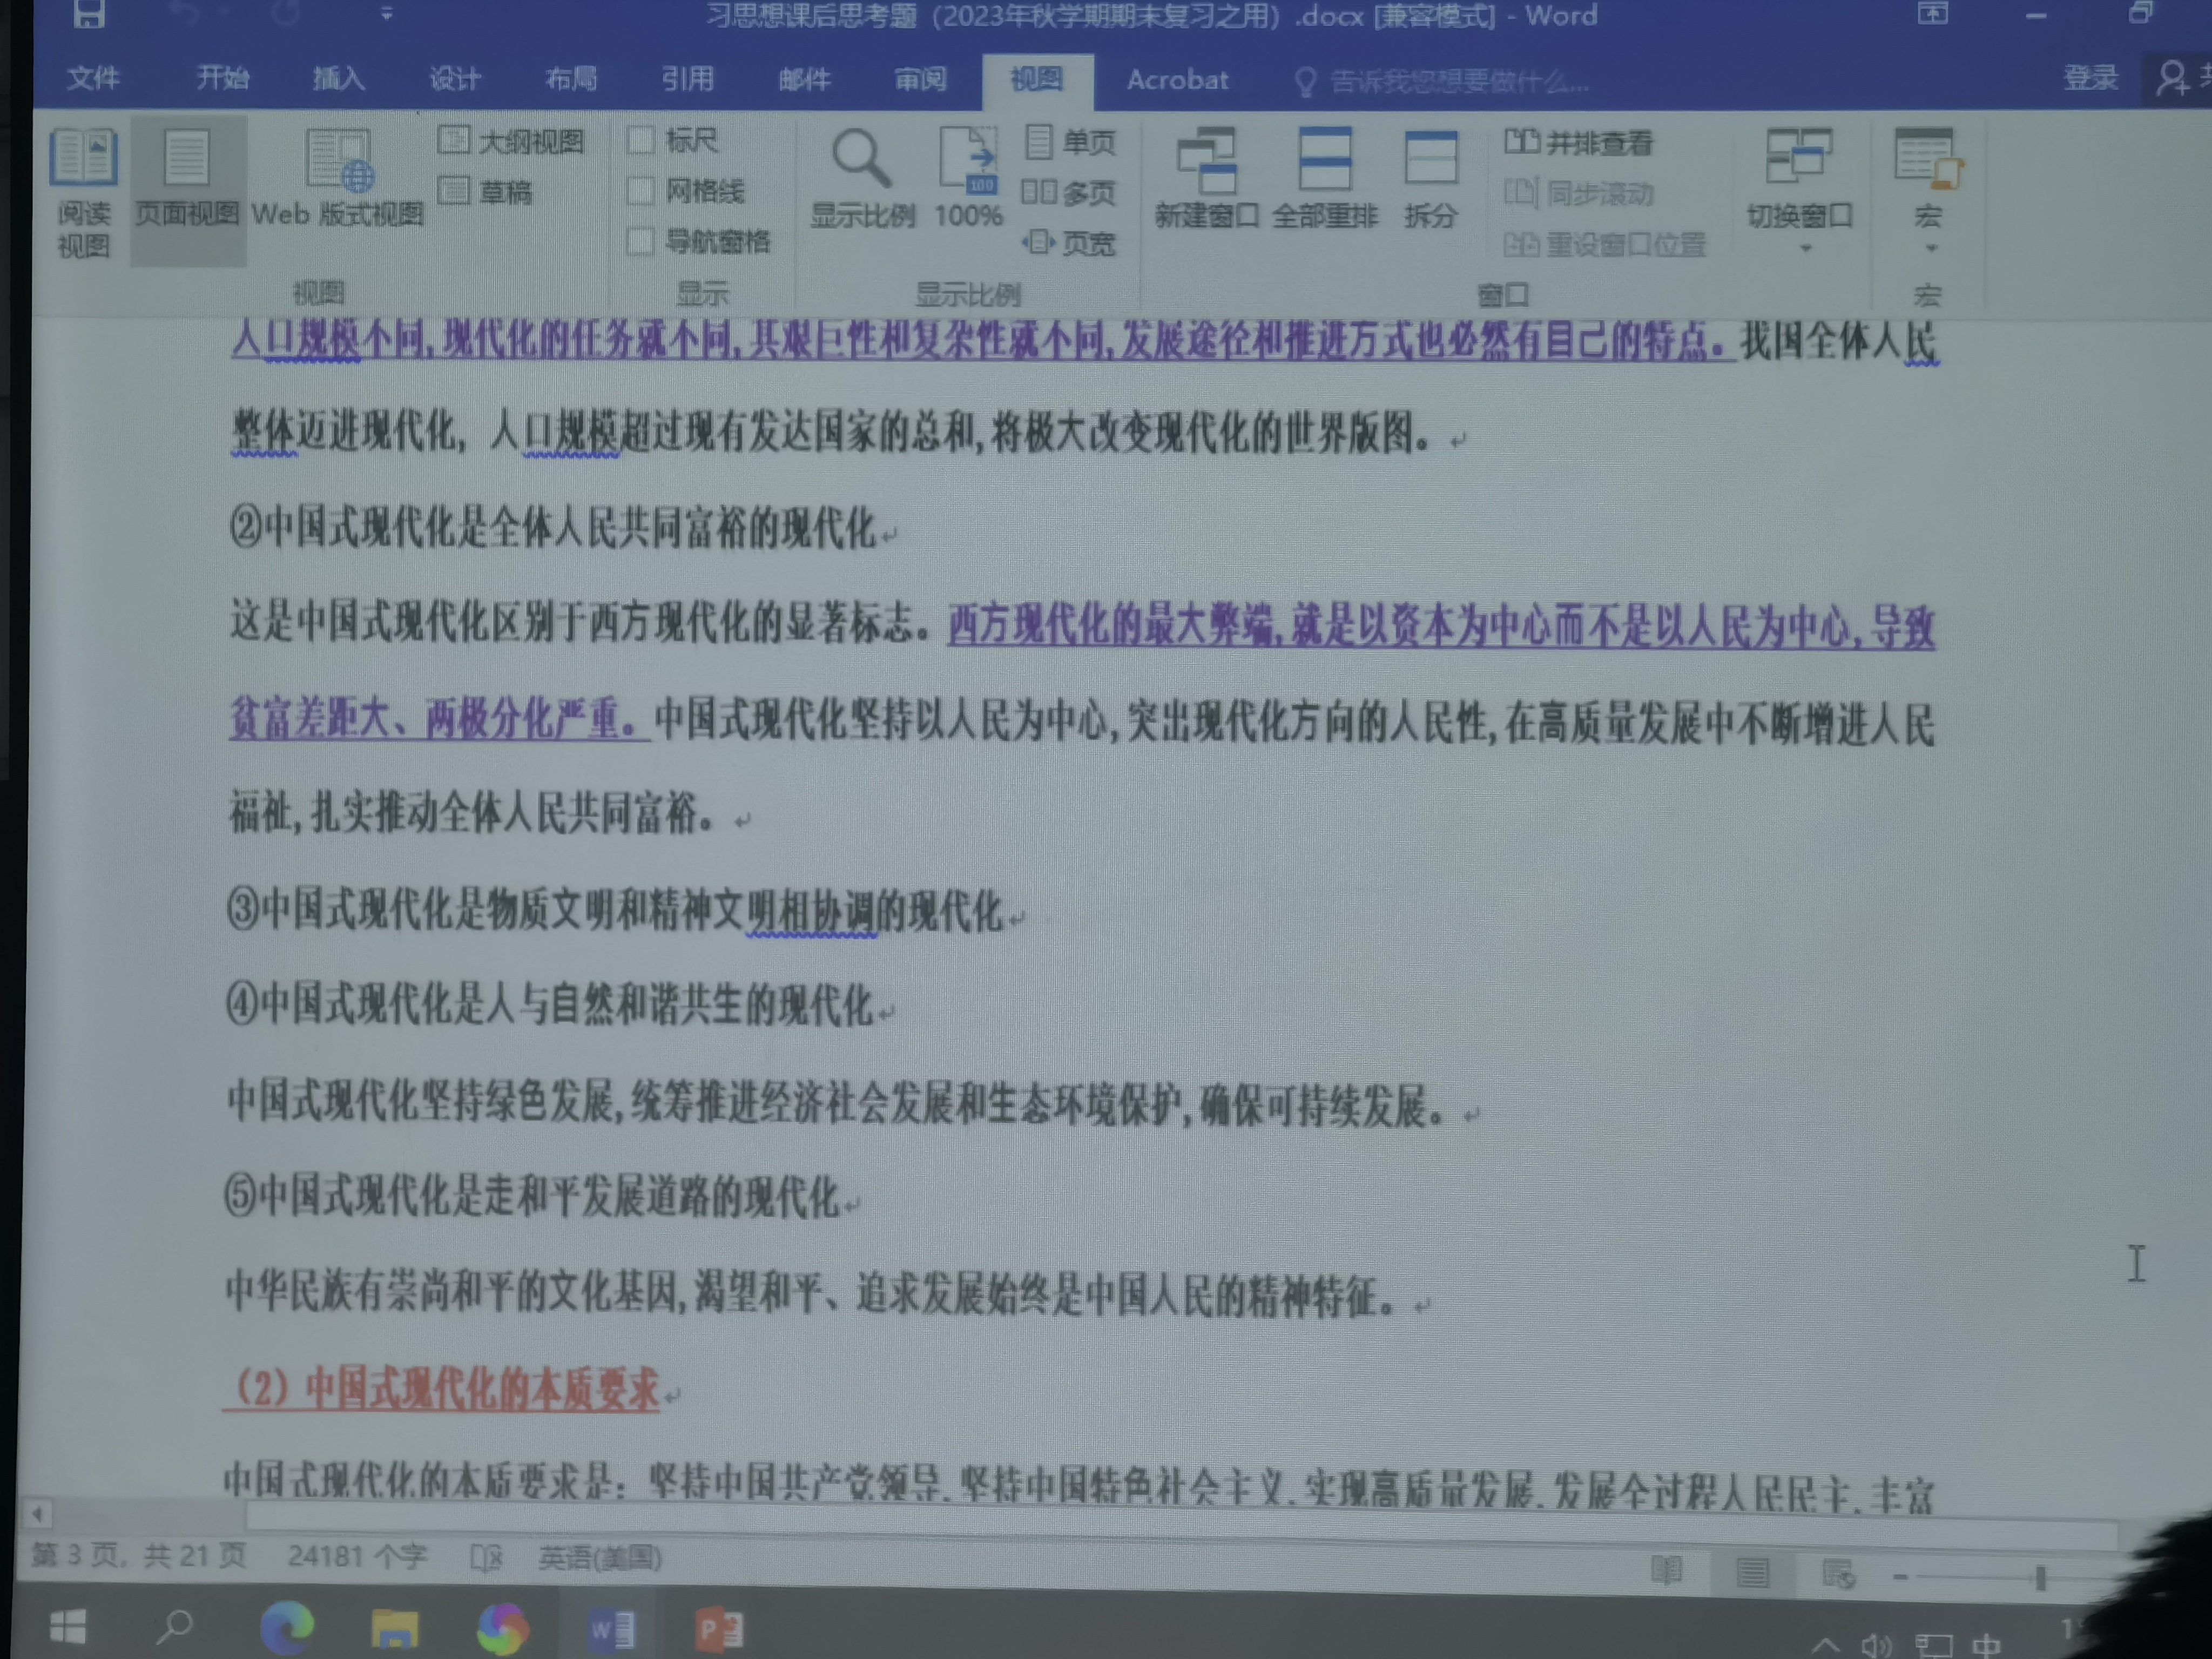 习思想课后思考题（2023年秋学期期末复习之用）.docx [兼容模式] - Word
文件 开始 插入 设计 布局 引用 邮件 审阅 视图 Acrobat 告诉我您想要做什么... 登录
阅读视图 页面视图 Web 版式视图 大纲视图 草稿
标尺 网格线 导航窗格
显示比例 100% 单页 多页 页宽
新建窗口 全部重排 拆分 并排查看 同步滚动 重设窗口位置 切换窗口 宏
视图 显示 显示比例 窗口 宏
人口规模不同,现代化的任务就不同,其艰巨性和复杂性就不同,发展途径和推进方式也必然有自己的特点。我国全体人民
整体迈进现代化, 人口规模超过现有发达国家的总和,将极大改变现代化的世界版图。
②中国式现代化是全体人民共同富裕的现代化
这是中国式现代化区别于西方现代化的显著标志。西方现代化的最大弊端,就是以资本为中心而不是以人民为中心,导致
贫富差距大、两极分化严重。中国式现代化坚持以人民为中心,突出现代化方向的人民性,在高质量发展中不断增进人民
福祉,扎实推动全体人民共同富裕。
③中国式现代化是物质文明和精神文明相协调的现代化
④中国式现代化是人与自然和谐共生的现代化
中国式现代化坚持绿色发展,统筹推进经济社会发展和生态环境保护,确保可持续发展。
⑤中国式现代化是走和平发展道路的现代化
中华民族有崇尚和平的文化基因,渴望和平、追求发展始终是中国人民的精神特征。
（2）中国式现代化的本质要求
中国式现代化的本质要求是：坚持中国共产党领导,坚持中国特色社会主义,实现高质量发展,发展全过程人民民主,丰富
第 3 页，共 21 页 24181 个字 英语(美国)
中